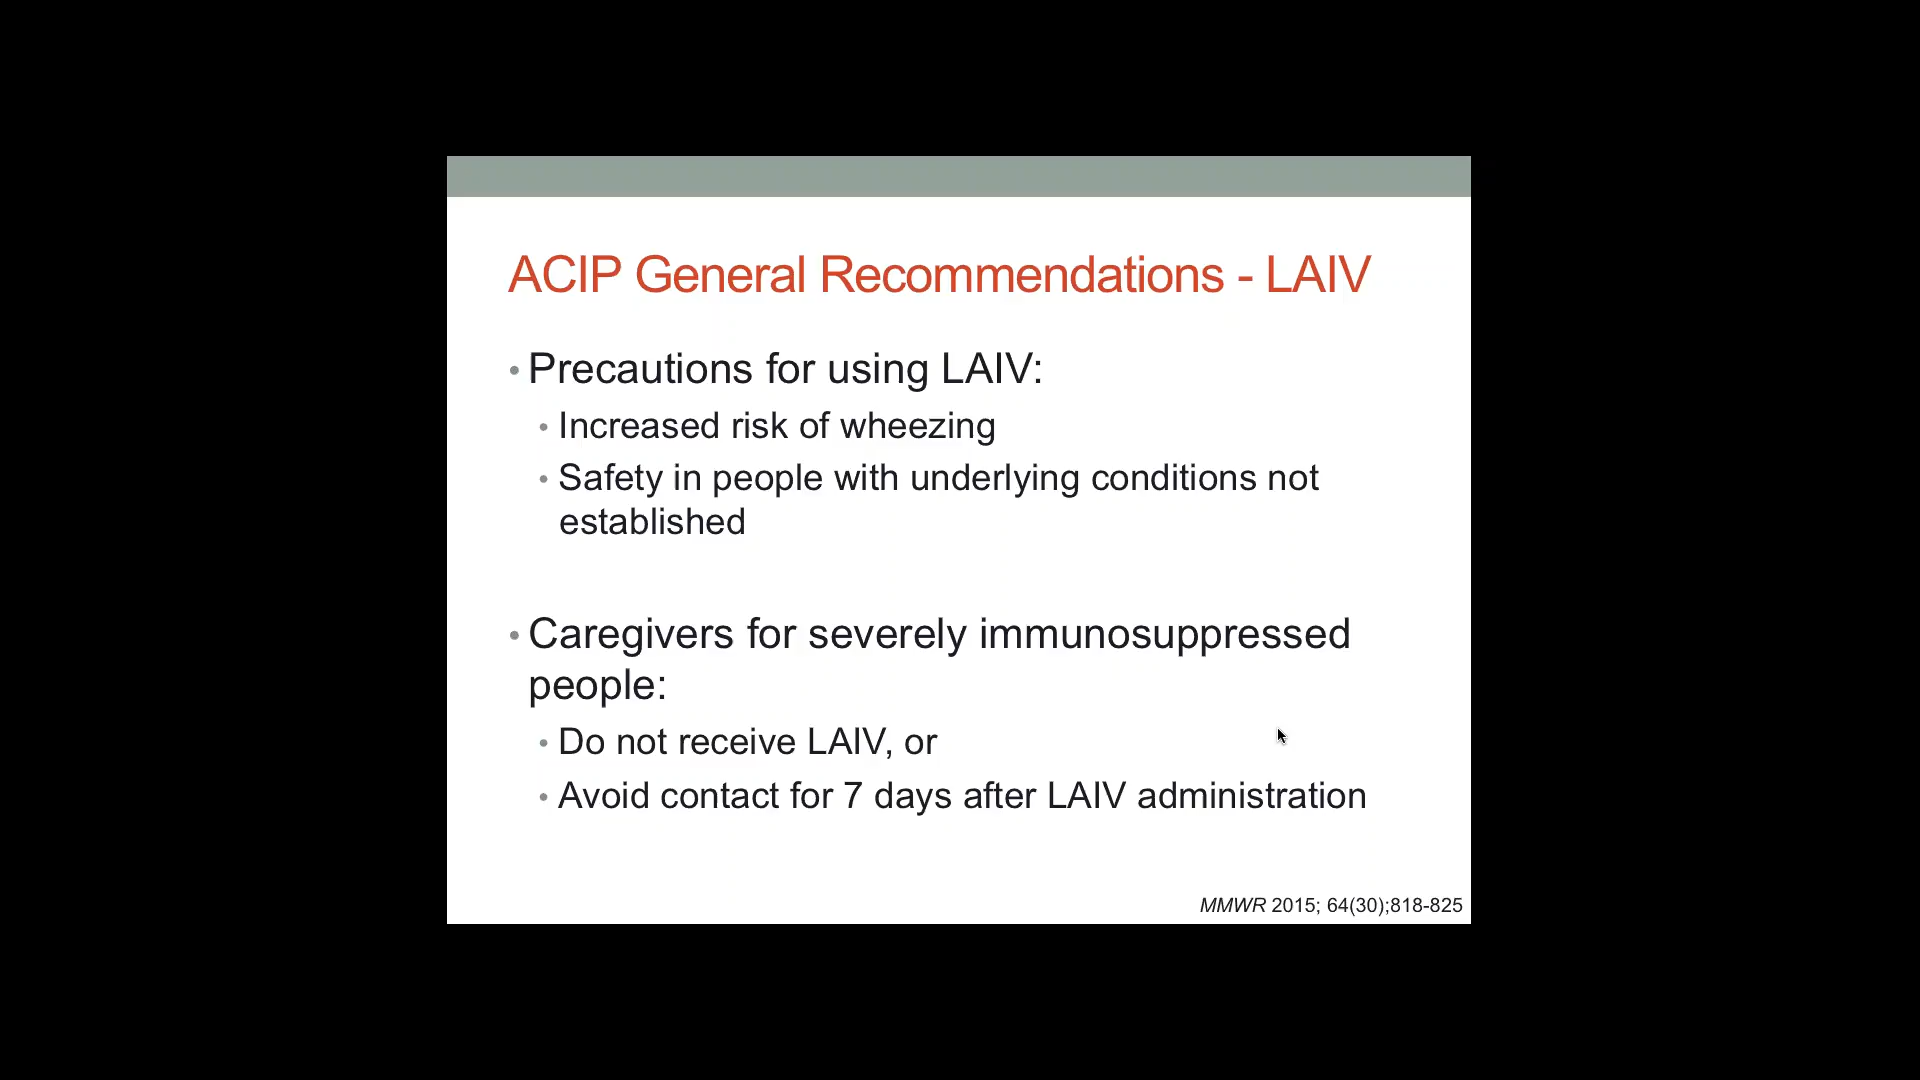 ACIP General Recommendations - LAIV
• Precautions for using LAIV:
• Increased risk of wheezing
• Safety in people with underlying conditions not
established
• Caregivers for severely immunosuppressed
people:
• Do not receive LAIV, or
• Avoid contact for 7 days after LAIV administration
MMWR 2015; 64(30);818-825